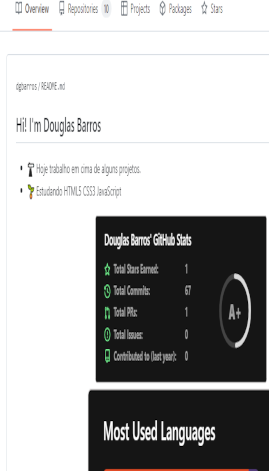 Overview Repositories 10 Projects Packages Stars
dgbarros / README.md
Hi! I'm Douglas Barros
Hoje trabalho em cima de alguns projetos.
Estudando HTML5 CSS3 JavaScript
Douglas Barros' GitHub Stats
Total Stars Earned: 1
Total Commits: 67
Total PRs: 1
Total Issues: 0
Contributed to (last year): 0
A+
Most Used Languages